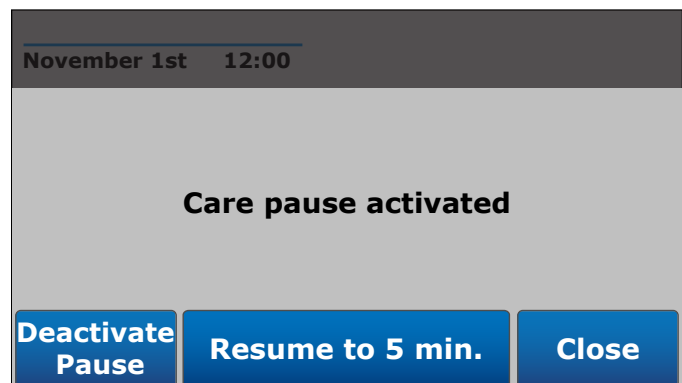 November 1st 12:00
Care pause activated
Deactivate
Pause
Resume to 5 min.
Close